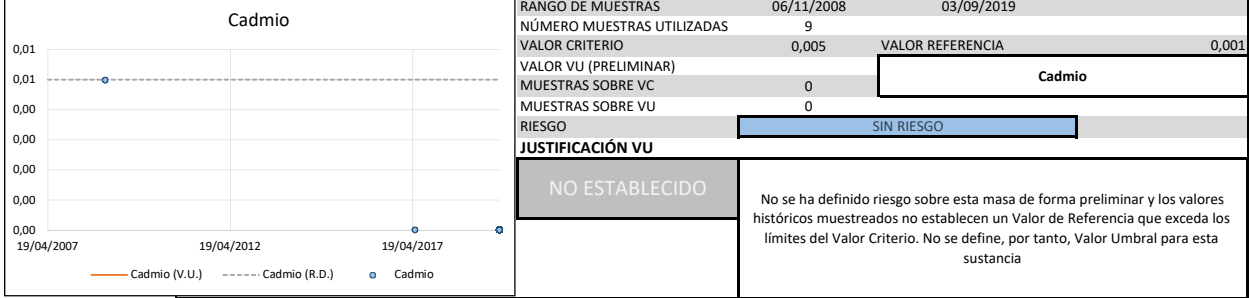 Cadmio
0,01
0,01
0,00
0,00
0,00
0,00
0,00
19/04/2007 19/04/2012 19/04/2017
Cadmio (V.U.) Cadmio (R.D.) Cadmio
RANGO DE MUESTRAS 06/11/2008 03/09/2019
NÚMERO MUESTRAS UTILIZADAS 9
VALOR CRITERIO 0,005 VALOR REFERENCIA 0,001
VALOR VU (PRELIMINAR)
Cadmio
MUESTRAS SOBRE VC 0
MUESTRAS SOBRE VU 0
RIESGO SIN RIESGO
JUSTIFICACIÓN VU
NO ESTABLECIDO
No se ha definido riesgo sobre esta masa de forma preliminar y los valores
históricos muestreados no establecen un Valor de Referencia que exceda los
límites del Valor Criterio. No se define, por tanto, Valor Umbral para esta
sustancia